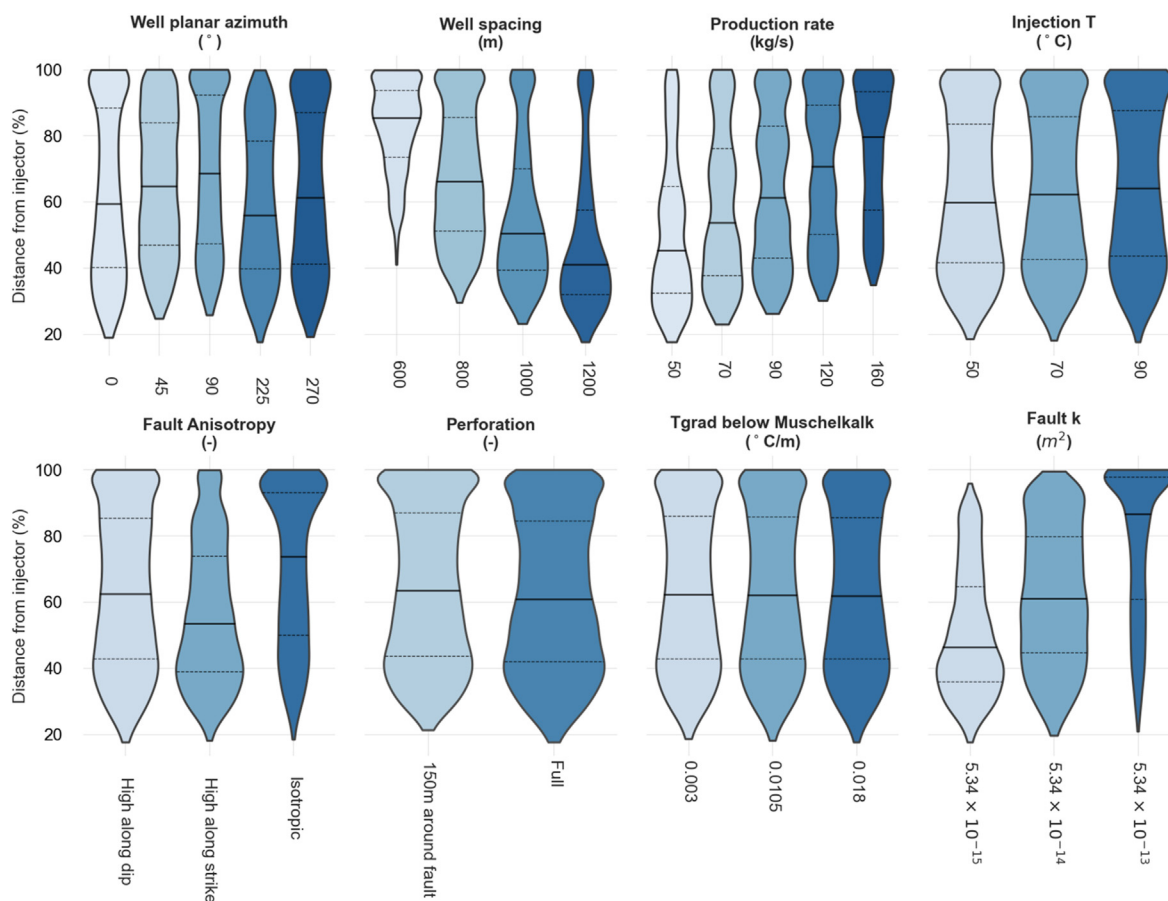 Well planar azimuth
(°)
Well spacing
(m)
Production rate
(kg/s)
Injection T
(°C)
Distance from injector (%)
100
80
60
40
20
0
45
90
225
270
600
800
1000
1200
50
70
90
120
160
50
70
90
Fault Anisotropy
(-)
Perforation
(-)
Tgrad below Muschelkalk
(°C/m)
Fault k
(m²)
Distance from injector (%)
100
80
60
40
20
High along dip
High along strike
Isotropic
150m around fault
Full
0.003
0.0105
0.018
5.34 × 10⁻¹⁵
5.34 × 10⁻¹⁴
5.34 × 10⁻¹³